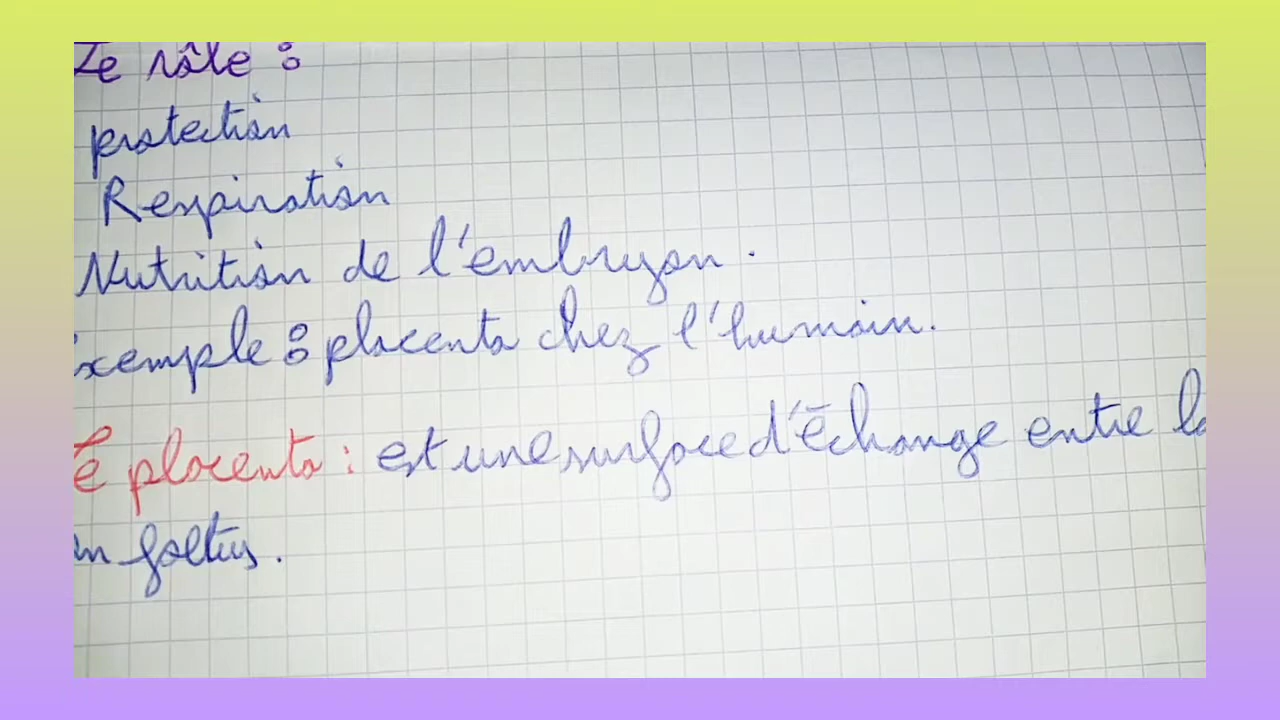 Le rôle :
protection
Respiration
Nutrition de l'embryon.
exemple : placenta chez l'humain.
Le placenta : est une surface d'échange entre la
foetus.